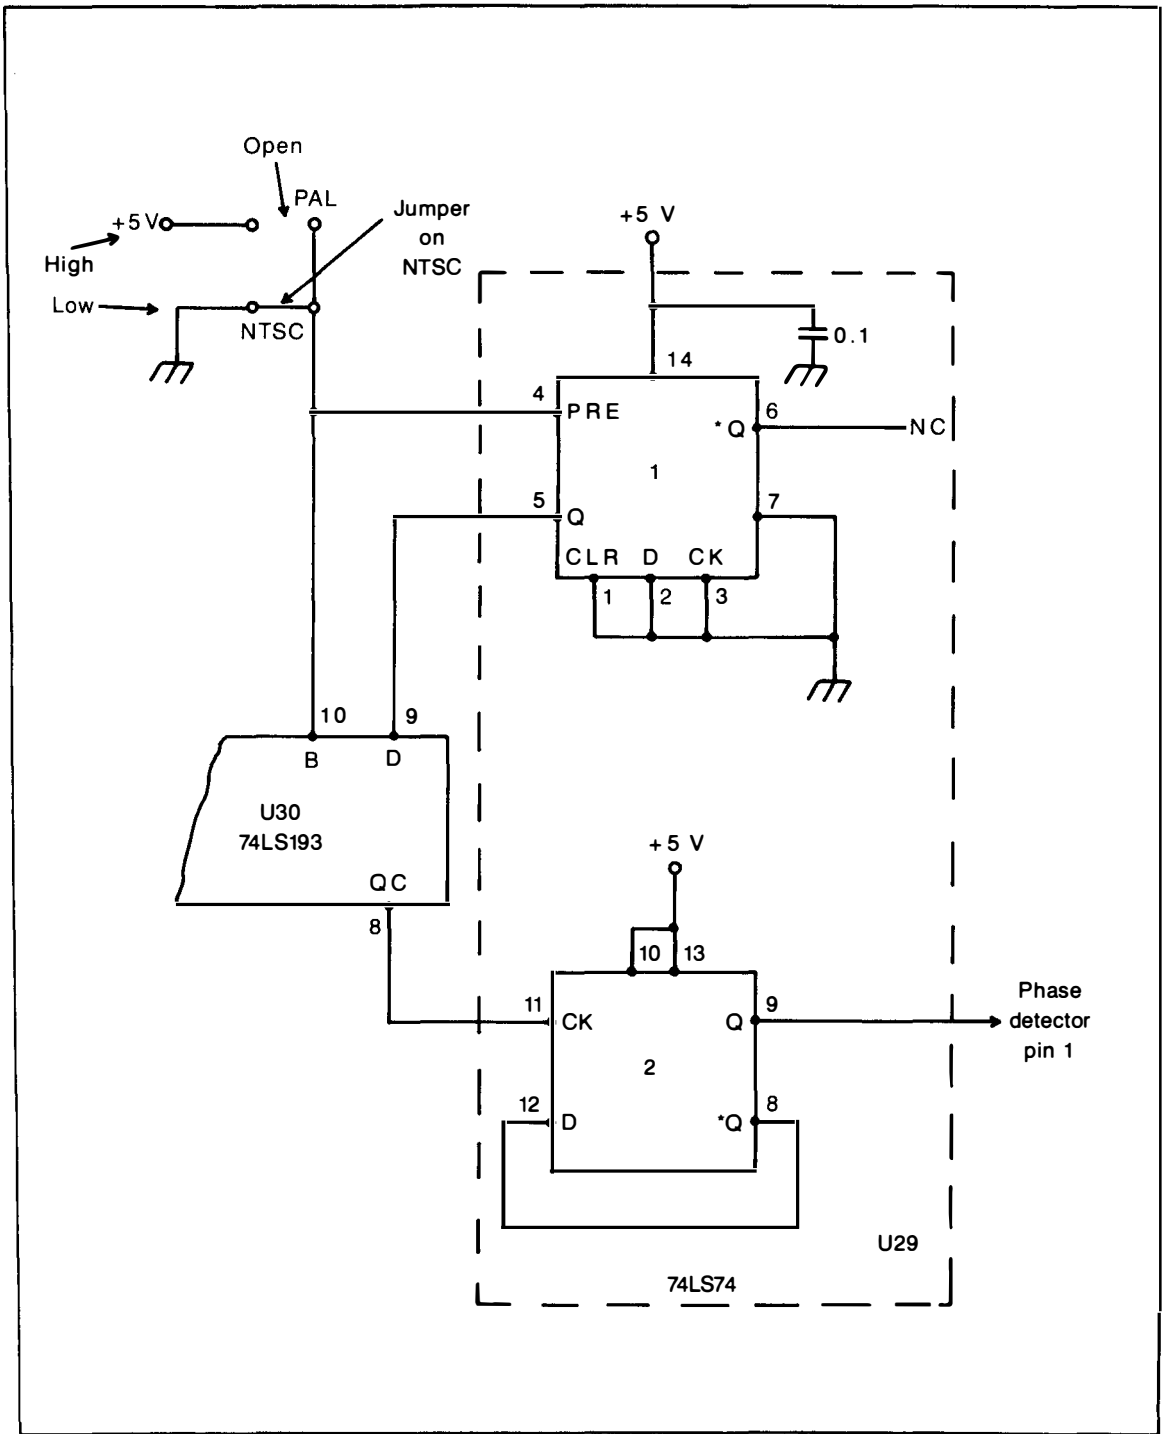 Open
PAL
+5 V
High
Jumper
on
NTSC
Low
NTSC
+5 V
0.1
14
4
PRE
6
*Q
NC
1
5
Q
7
CLR D CK
1 2 3
10 9
B D
U30
74LS193
QC
8
+5 V
10 13
11
CK
9
Q
Phase
detector
pin 1
2
12
D
8
*Q
U29
74LS74